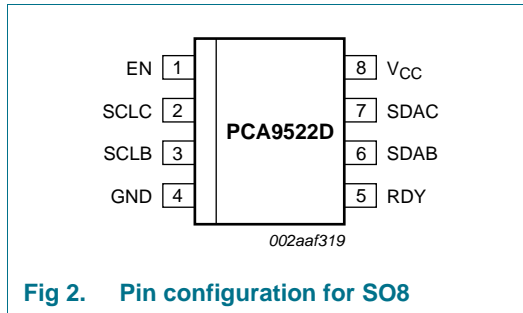 EN 1 8 VCC
SCLC 2 7 SDAC
PCA9522D
SCLB 3 6 SDAB
GND 4 5 RDY
002aaf319
Fig 2. Pin configuration for SO8